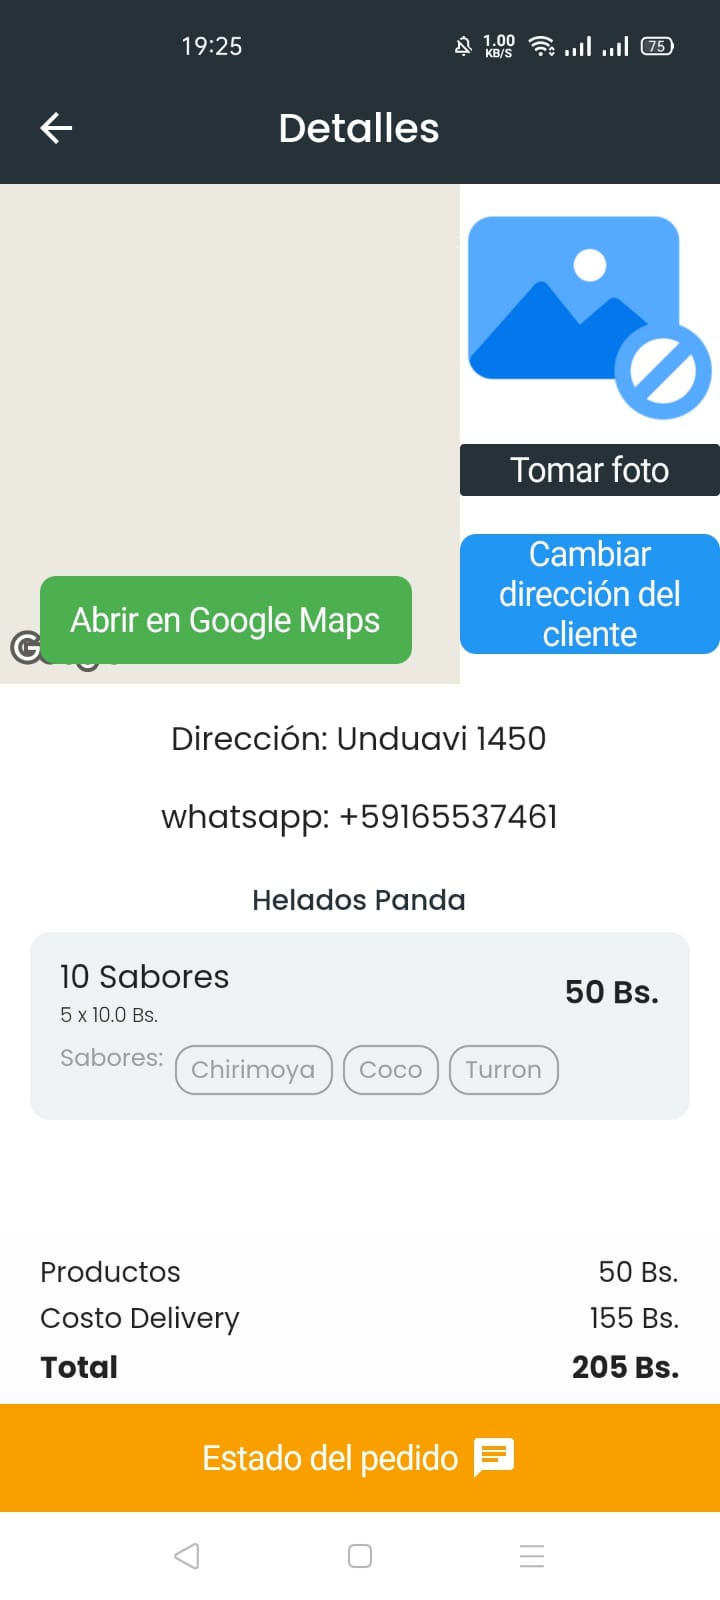 19:25
1.00
KB/S
75
Detalles
Tomar foto
Cambiar
dirección del
cliente
Abrir en Google Maps
Dirección: Unduavi 1450
whatsapp: +59165537461
Helados Panda
10 Sabores
50 Bs.
5 x 10.0 Bs.
Sabores: Chirimoya Coco Turron
Productos 50 Bs.
Costo Delivery 155 Bs.
Total 205 Bs.
Estado del pedido